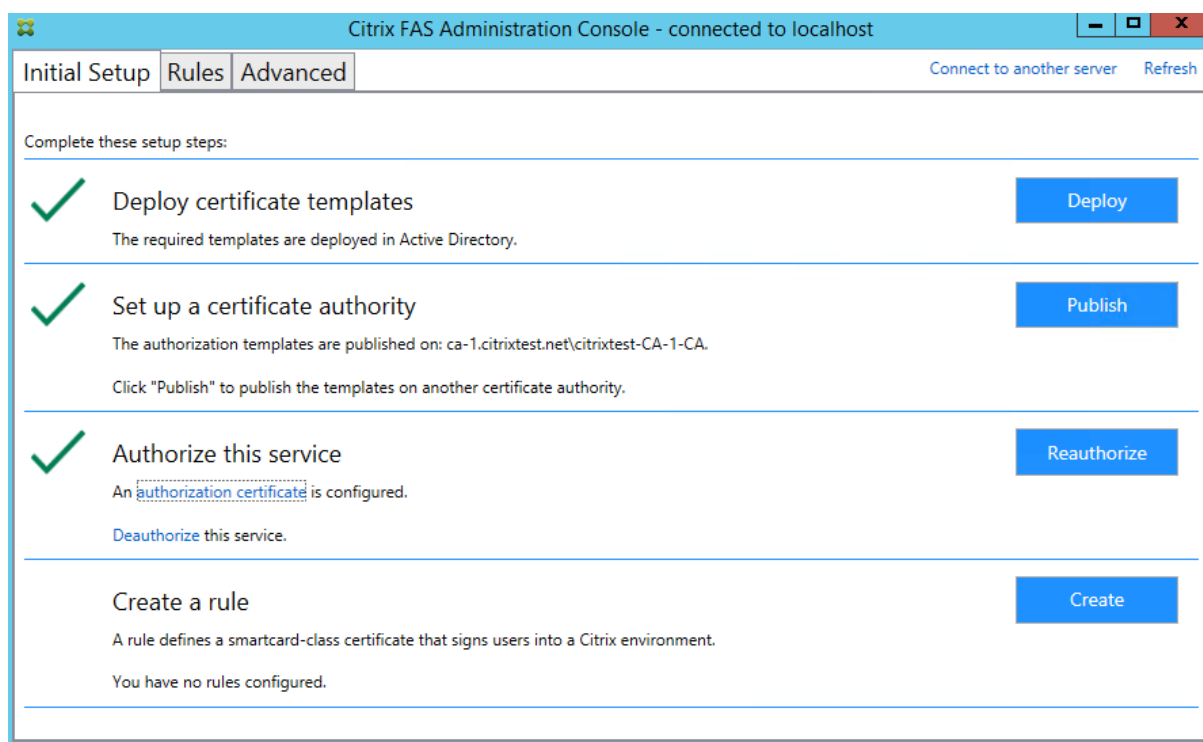 Citrix FAS Administration Console - connected to localhost
Initial Setup Rules Advanced Connect to another server Refresh
Complete these setup steps:
Deploy certificate templates Deploy
The required templates are deployed in Active Directory.
Set up a certificate authority Publish
The authorization templates are published on: ca-1.citrixtest.net\citrixtest-CA-1-CA.
Click "Publish" to publish the templates on another certificate authority.
Authorize this service Reauthorize
An authorization certificate is configured.
Deauthorize this service.
Create a rule Create
A rule defines a smartcard-class certificate that signs users into a Citrix environment.
You have no rules configured.